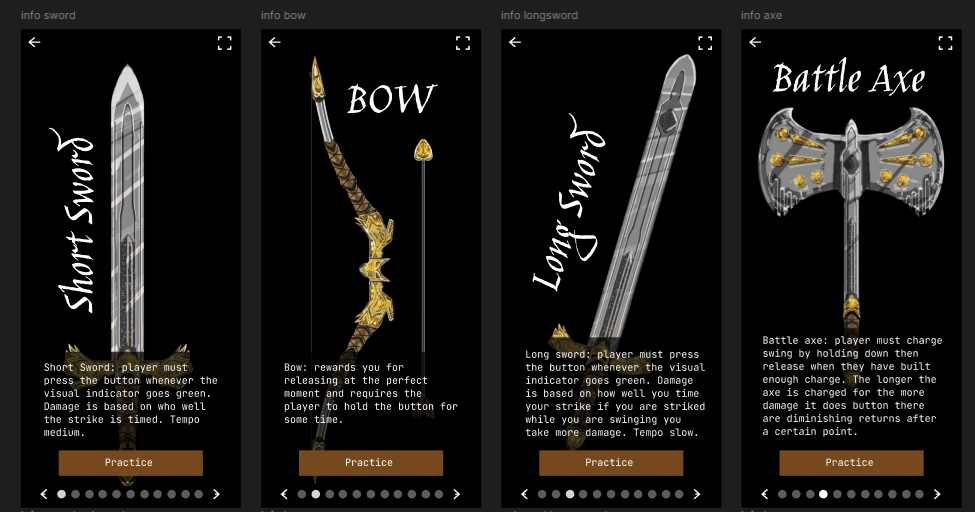 info sword
info bow
info longsword
info axe
Short Sword
Short Sword: player must
press the button whenever the
visual indicator goes green.
Damage is based on who well
the strike is timed. Tempo
medium.
Practice
BOW
Bow: rewards you for
releasing at the perfect
moment and requires the
player to hold the button for
some time.
Practice
Long Sword
Long sword: player must press
the button whenever the visual
indicator goes green. Damage
is based on how well you time
your strike if you are striked
while you are swinging you
take more damage. Tempo slow.
Practice
Battle Axe
Battle axe: player must charge
swing by holding down then
release when they have built
enough charge. The longer the
axe is charged for the more
damage it does button there
are diminishing returns after
a certain point.
Practice